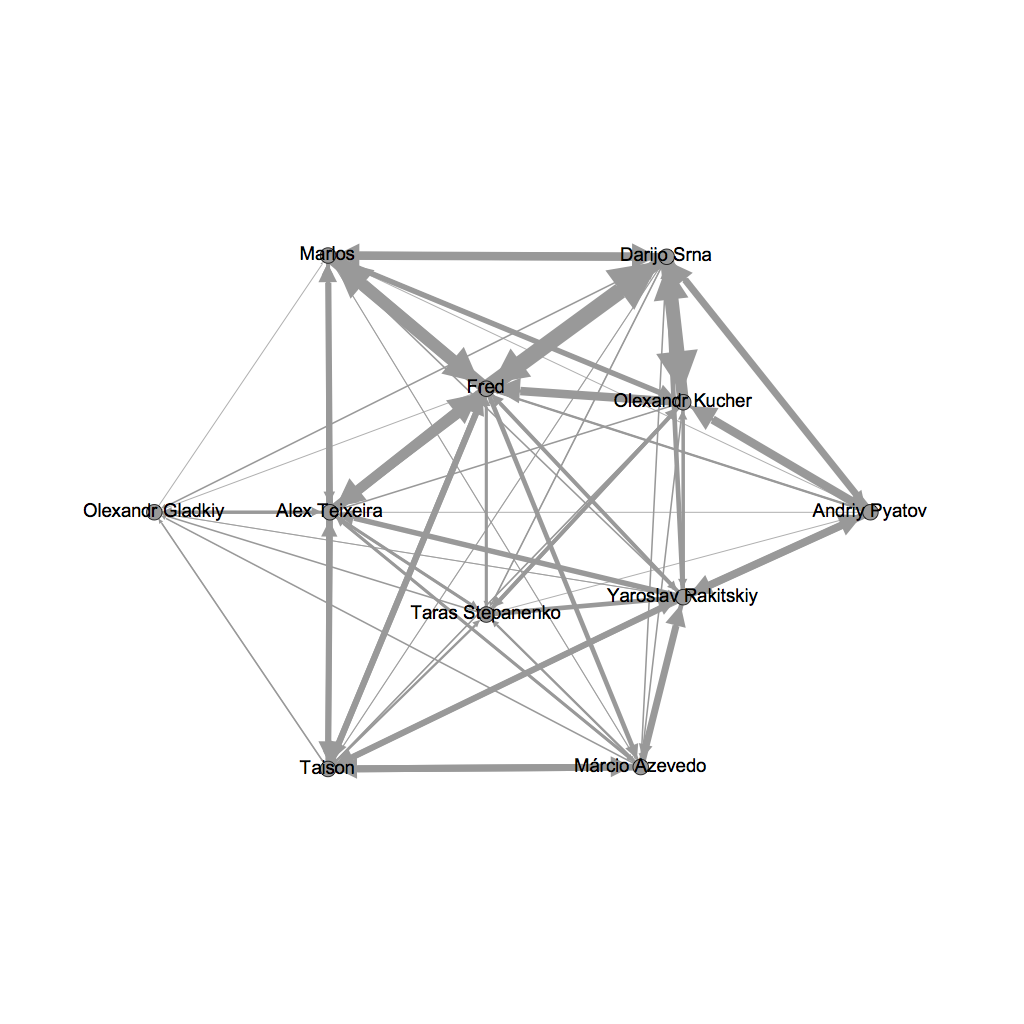 Marlos
Darijo Srna
Fred
Olexandr Kucher
Olexandr Gladkiy
Alex Teixeira
Andriy Pyatov
Yaroslav Rakitskiy
Taras Stepanenko
Taison
Márcio Azevedo